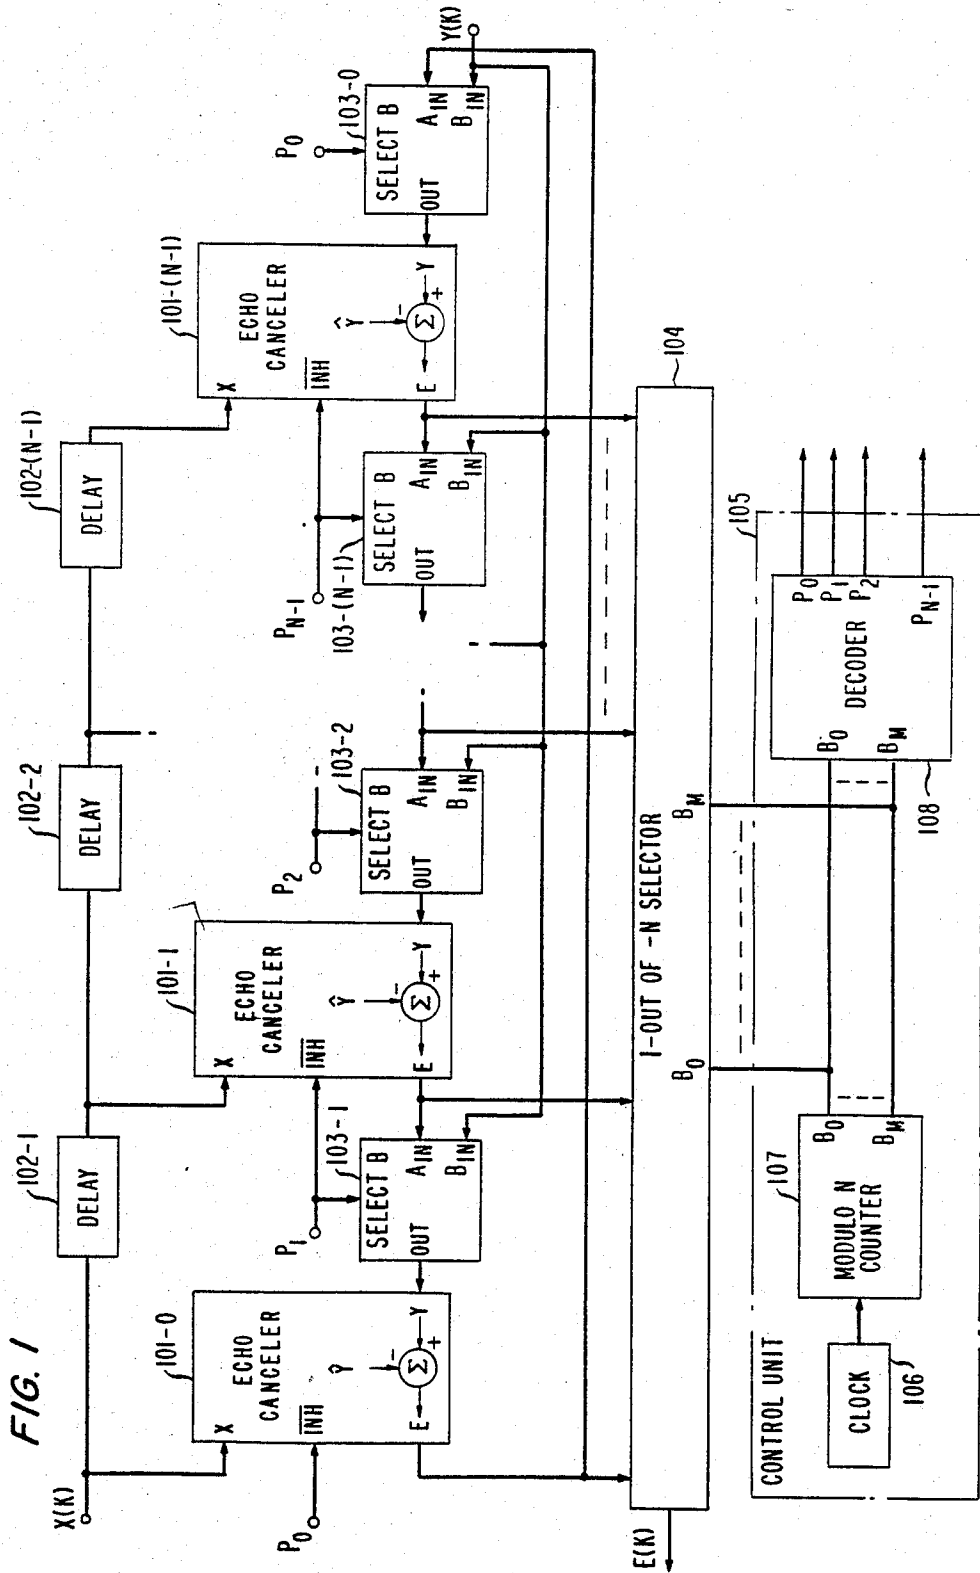 FIG. 1
X(K)
102-1
DELAY
102-2
DELAY
102-(N-1)
DELAY
101-0
X
ECHO
CANCELER
INH
Ŷ
-
Σ
+
Y
E
P0
101-1
X
ECHO
CANCELER
INH
Ŷ
-
Σ
+
Y
E
P1
101-(N-1)
X
ECHO
CANCELER
INH
Ŷ
-
Σ
+
Y
E
103-1
SELECT B
OUT
AIN
BIN
P2
103-2
SELECT B
OUT
AIN
BIN
PN-1
103-(N-1)
SELECT B
OUT
AIN
BIN
P0
103-0
SELECT B
OUT
AIN
BIN
Y(K)
E(K)
1-OUT OF -N SELECTOR
104
B0
BM
CONTROL UNIT
105
CLOCK
106
107
MODULO N
COUNTER
B0
BM
DECODER
108
B0
BM
P0
P1
P2
PN-1